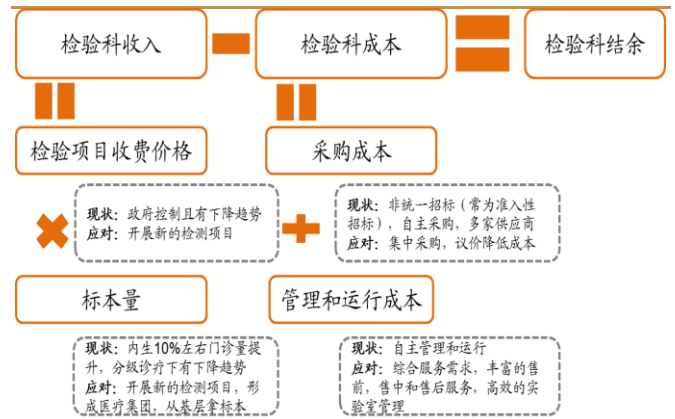 检验科收入
检验科成本
检验科结余
检验项目收费价格
采购成本
现状：政府控制且有下降趋势
应对：开展新的检测项目
现状：非统一招标（常为准入性
招标），自主采购，多家供应商
应对：集中采购，议价降低成本
标本量
管理和运行成本
现状：内生10%左右门诊量提
升，分级诊疗下有下降趋势
应对：开展新的检测项目，形
成医疗集团，从基层拿标本
现状：自主管理和运行
应对：综合服务需求，丰富的售
前，售中和售后服务，高效的实
验室管理